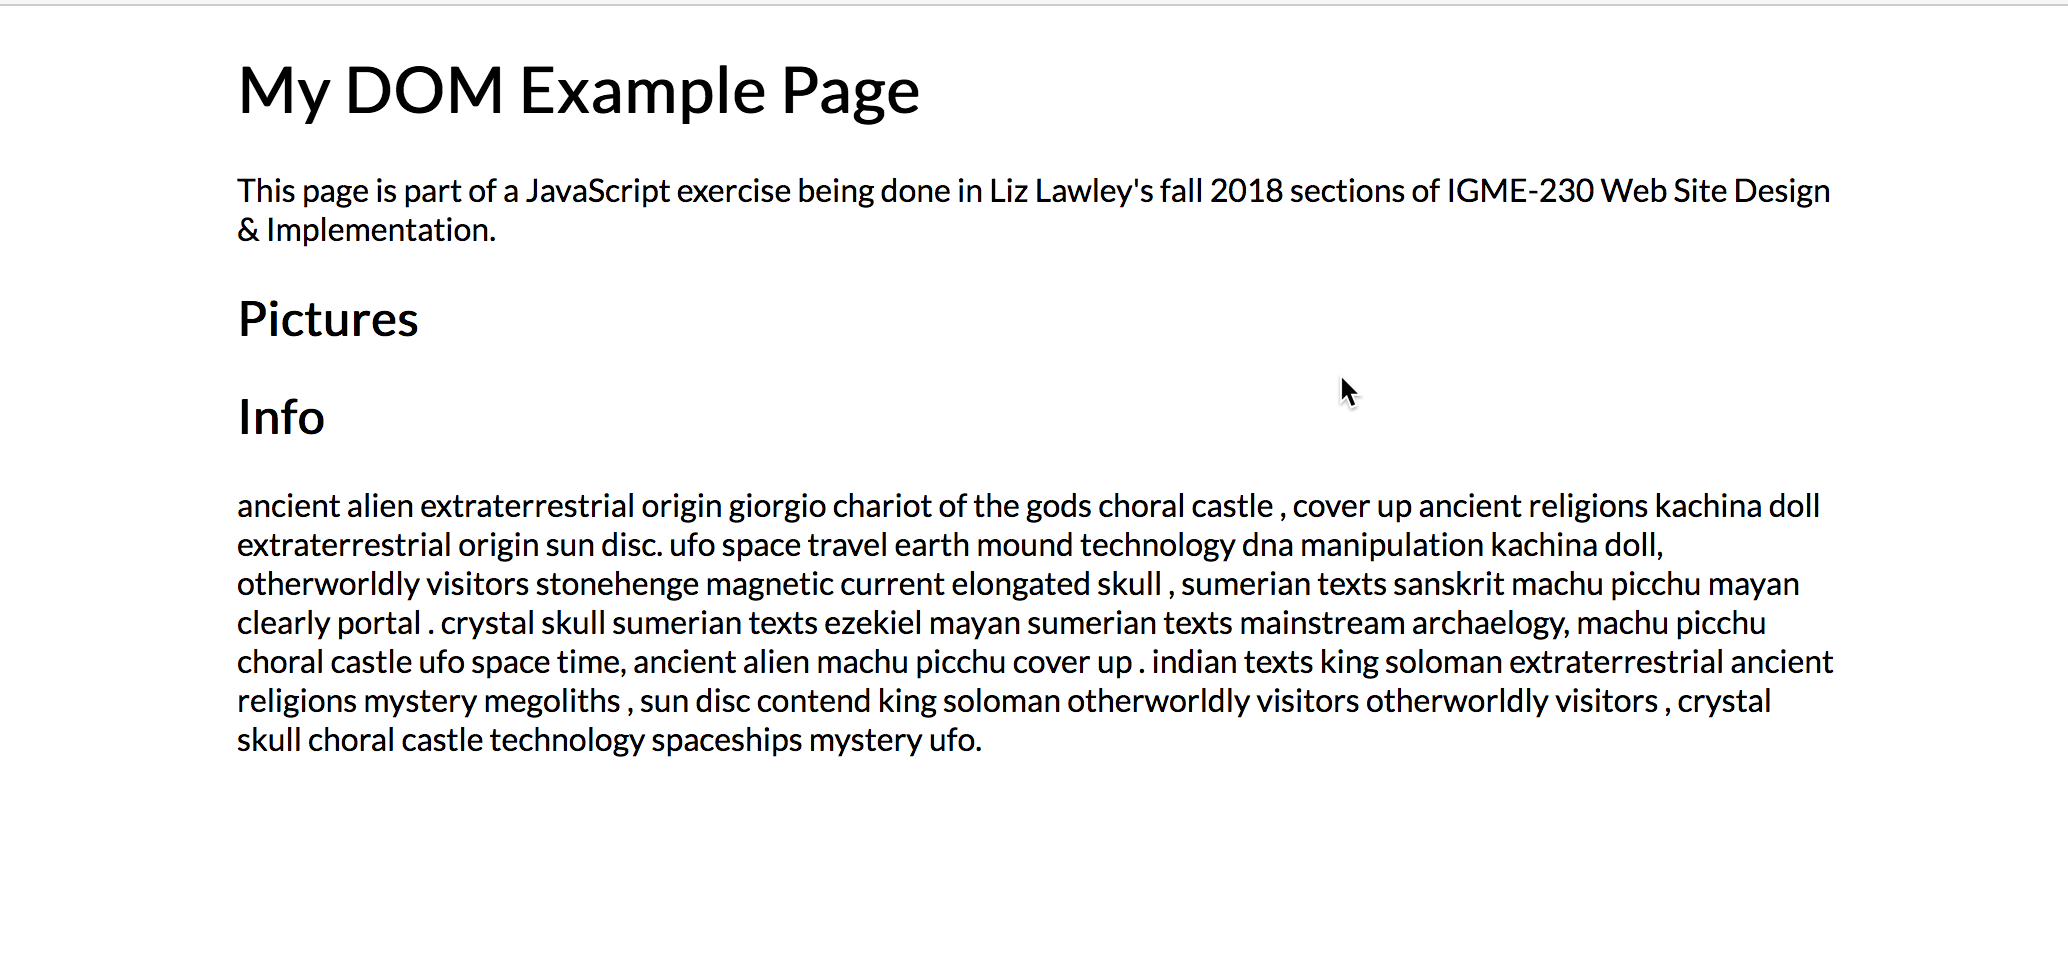 My DOM Example Page
This page is part of a JavaScript exercise being done in Liz Lawley's fall 2018 sections of IGME-230 Web Site Design
& Implementation.
Pictures
Info
ancient alien extraterrestrial origin giorgio chariot of the gods choral castle , cover up ancient religions kachina doll
extraterrestrial origin sun disc. ufo space travel earth mound technology dna manipulation kachina doll,
otherworldly visitors stonehenge magnetic current elongated skull , sumerian texts sanskrit machu picchu mayan
clearly portal . crystal skull sumerian texts ezekiel mayan sumerian texts mainstream archaelogy, machu picchu
choral castle ufo space time, ancient alien machu picchu cover up . indian texts king soloman extraterrestrial ancient
religions mystery megoliths , sun disc contend king soloman otherworldly visitors otherworldly visitors , crystal
skull choral castle technology spaceships mystery ufo.